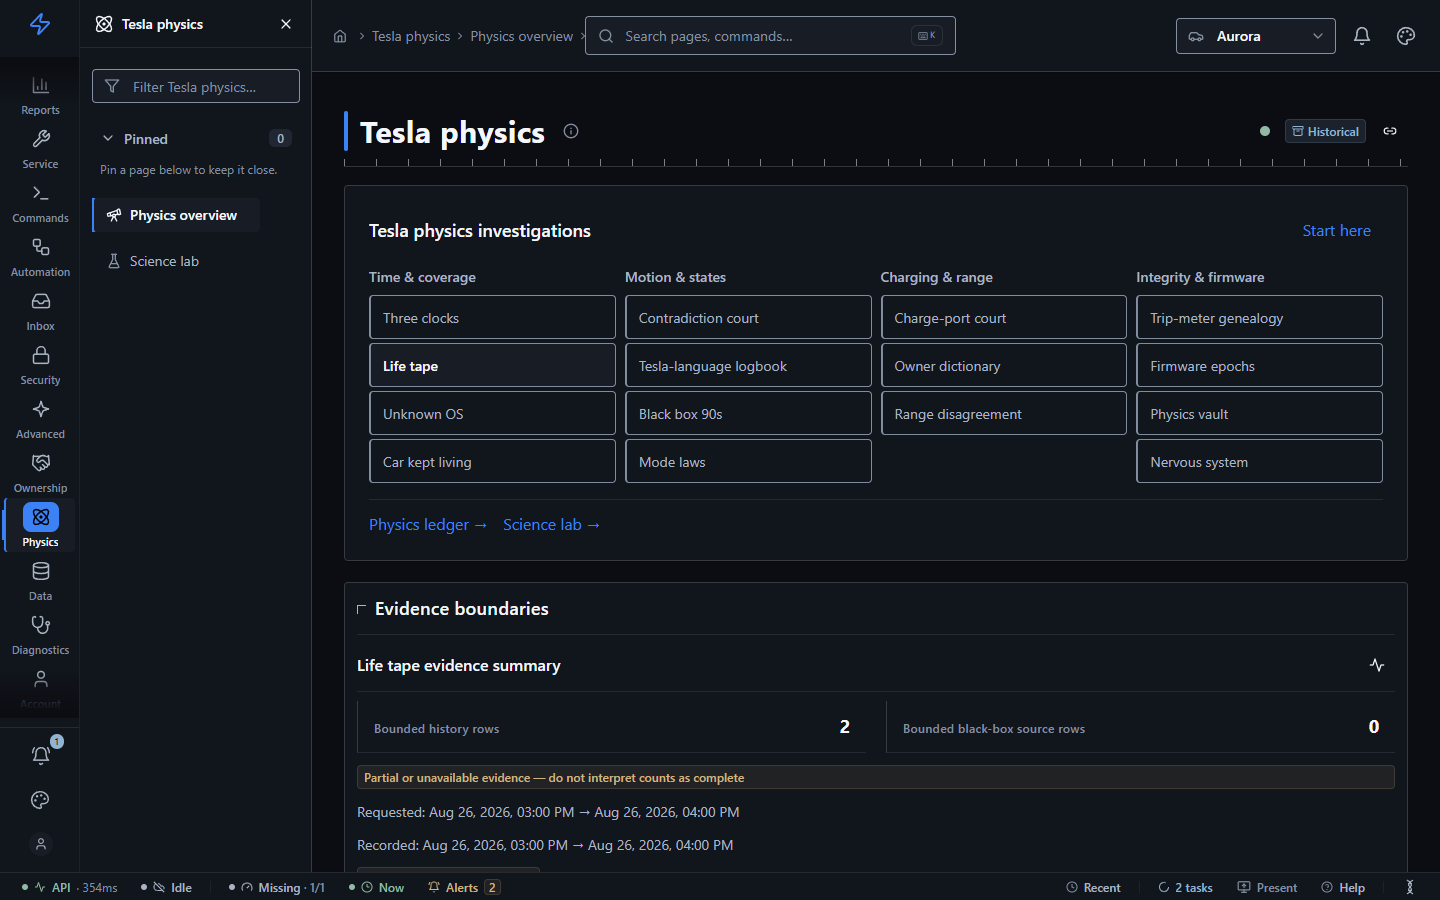 Tesla physics
Reports
Service
Commands
Automation
Inbox
Security
Advanced
Ownership
Physics
Data
Diagnostics
Account
1
Filter Tesla physics...
Pinned
0
Pin a page below to keep it close.
Physics overview
Science lab
Tesla physics
Physics overview
Search pages, commands...
K
Aurora
Tesla physics
Historical
Tesla physics investigations
Start here
Time & coverage
Three clocks
Life tape
Unknown OS
Car kept living
Motion & states
Contradiction court
Tesla-language logbook
Black box 90s
Mode laws
Charging & range
Charge-port court
Owner dictionary
Range disagreement
Integrity & firmware
Trip-meter genealogy
Firmware epochs
Physics vault
Nervous system
Physics ledger →
Science lab →
Evidence boundaries
Life tape evidence summary
Bounded history rows
2
Bounded black-box source rows
0
Partial or unavailable evidence — do not interpret counts as complete
Requested: Aug 26, 2026, 03:00 PM → Aug 26, 2026, 04:00 PM
Recorded: Aug 26, 2026, 03:00 PM → Aug 26, 2026, 04:00 PM
API · 354ms
Idle
Missing · 1/1
Now
Alerts 2
Recent
2 tasks
Present
Help